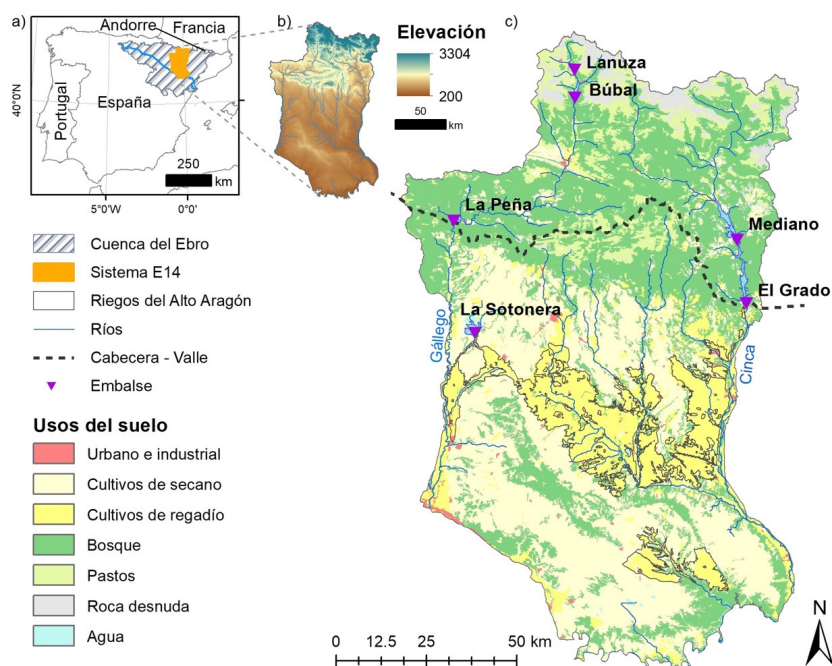 a)
Andorre
Francia
40°0'N
Portugal
España
250
km
5°W
0°
b)
Elevación
3304
200
50
km
c)
Lanuza
Búbal
La Peña
Mediano
El Grado
La Sotonera
Gállego
Cinca
Cuenca del Ebro
Sistema E14
Riegos del Alto Aragón
Ríos
Cabecera - Valle
Embalse
Usos del suelo
Urbano e industrial
Cultivos de secano
Cultivos de regadío
Bosque
Pastos
Roca desnuda
Agua
0 12.5 25 50 km
N